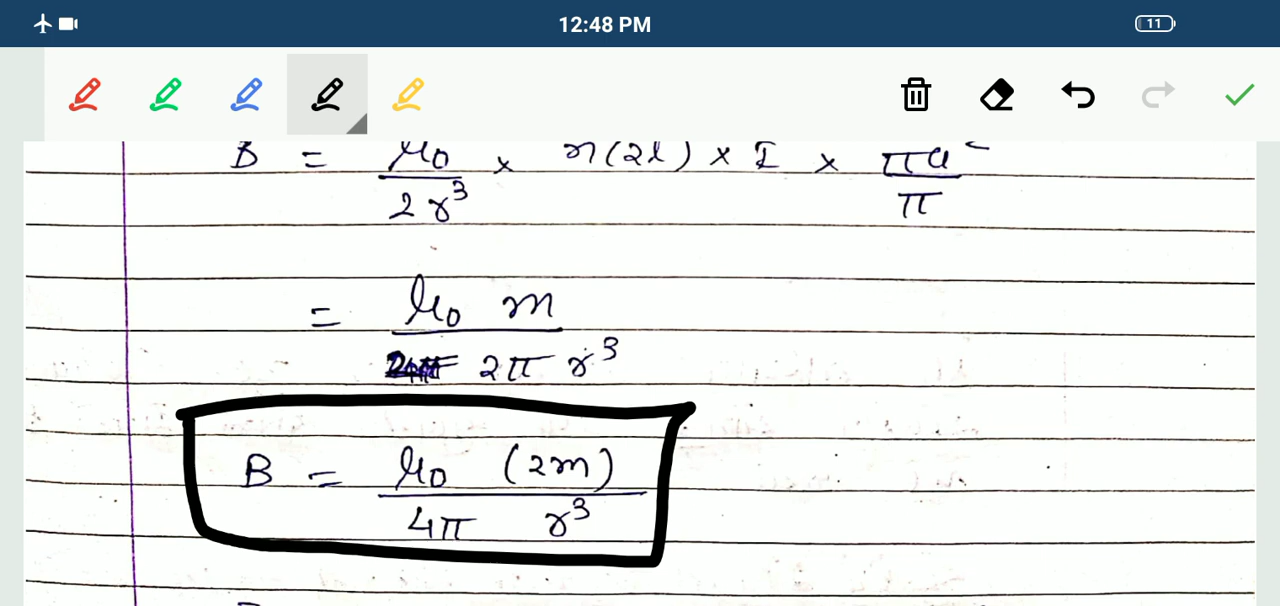 12:48 PM
11
B = μ₀/2r³ × n(2l) × I × πa²/π
= μ₀ m / 2π r³
B = μ₀ (2m) / 4π r³